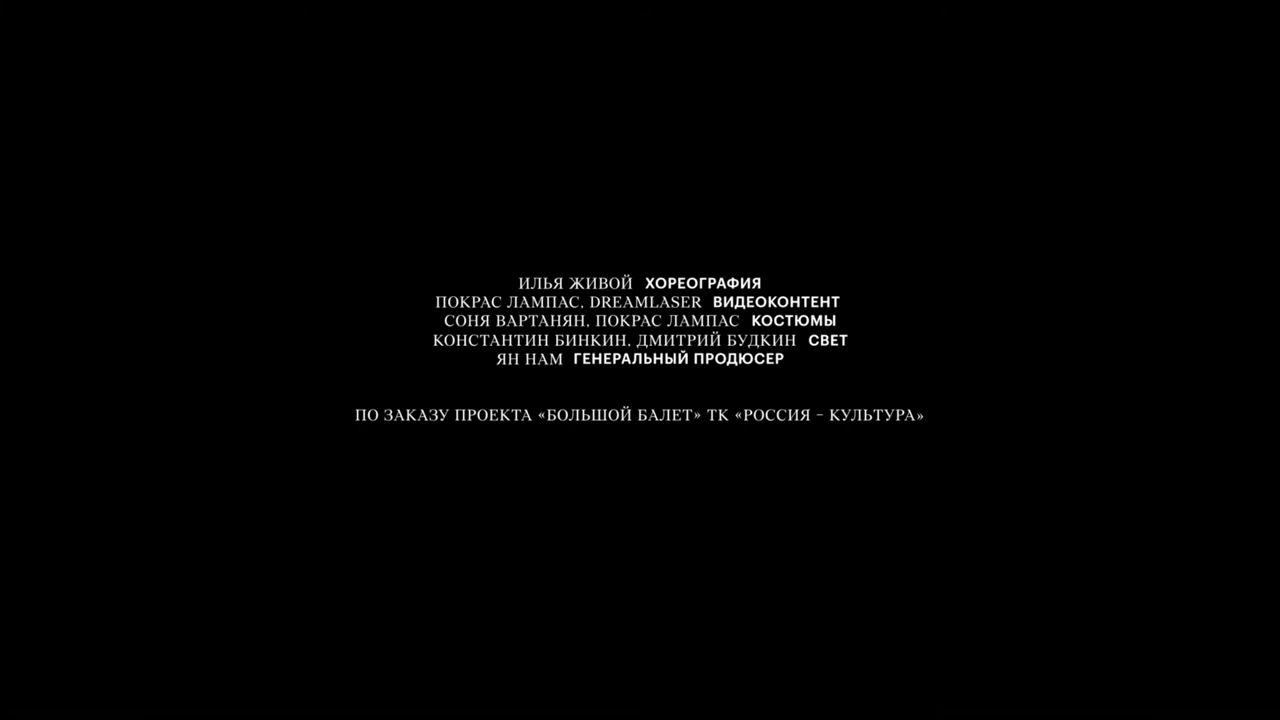 ИЛЬЯ ЖИВОЙ ХОРЕОГРАФИЯ
ПОКРАС ЛАМПАС, DREAMLASER ВИДЕОКОНТЕНТ
СОНЯ ВАРТАНЯН, ПОКРАС ЛАМПАС КОСТЮМЫ
КОНСТАНТИН БИНКИН, ДМИТРИЙ БУДКИН СВЕТ
ЯН НАМ ГЕНЕРАЛЬНЫЙ ПРОДЮСЕР
ПО ЗАКАЗУ ПРОЕКТА «БОЛЬШОЙ БАЛЕТ» ТК «РОССИЯ – КУЛЬТУРА»